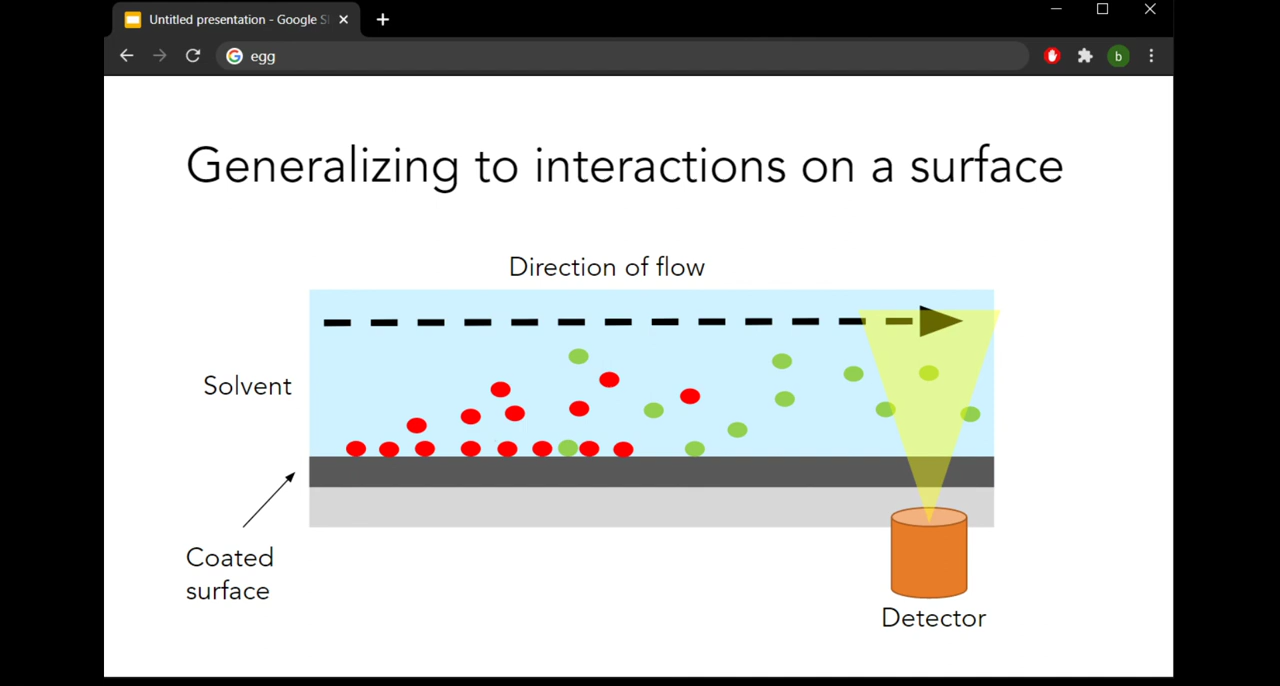 Untitled presentation - Google Sl
egg
b
Generalizing to interactions on a surface
Direction of flow
Solvent
Coated
surface
Detector